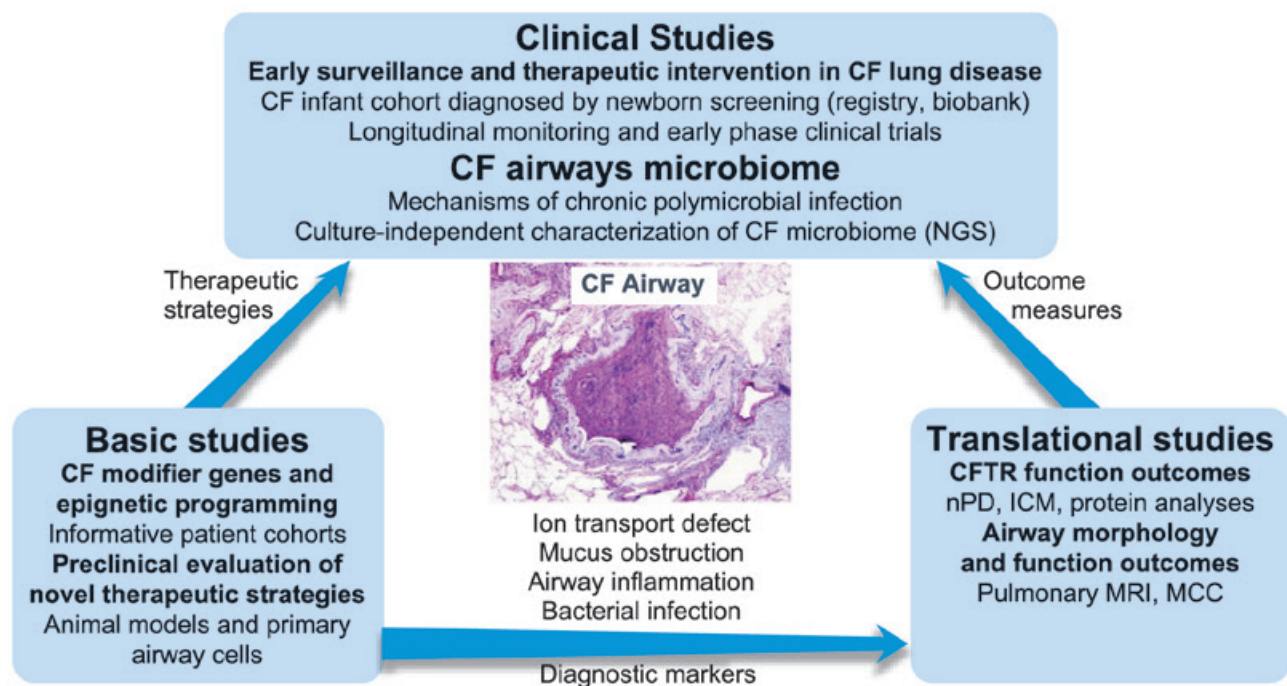 Clinical Studies
Early surveillance and therapeutic intervention in CF lung disease
CF infant cohort diagnosed by newborn screening (registry, biobank)
Longitudinal monitoring and early phase clinical trials
CF airways microbiome
Mechanisms of chronic polymicrobial infection
Culture-independent characterization of CF microbiome (NGS)
Therapeutic
strategies
CF Airway
Outcome
measures
Basic studies
CF modifier genes and
epignetic programming
Informative patient cohorts
Preclinical evaluation of
novel therapeutic strategies
Animal models and primary
airway cells
Ion transport defect
Mucus obstruction
Airway inflammation
Bacterial infection
Translational studies
CFTR function outcomes
nPD, ICM, protein analyses
Airway morphology
and function outcomes
Pulmonary MRI, MCC
Diagnostic markers